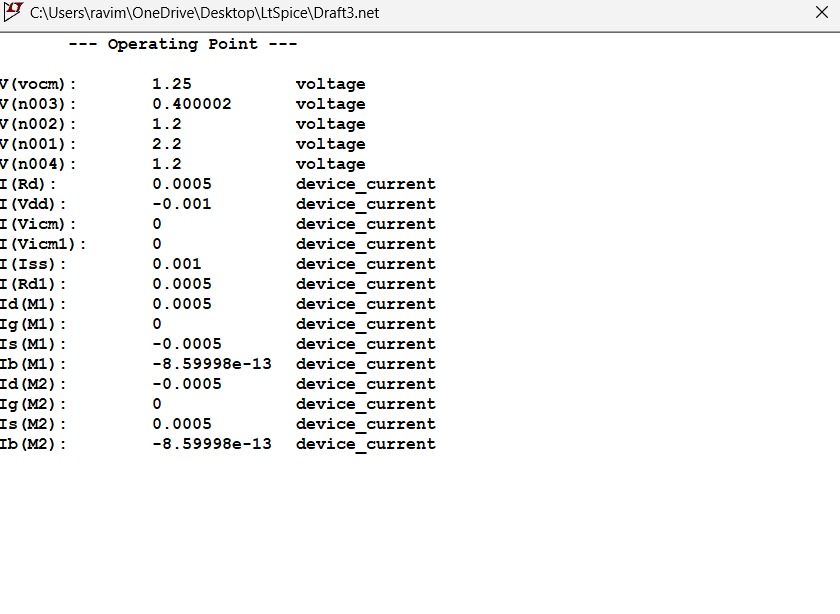 C:\Users\ravim\OneDrive\Desktop\LtSpice\Draft3.net
--- Operating Point ---
V(vocm): 1.25 voltage
V(n003): 0.400002 voltage
V(n002): 1.2 voltage
V(n001): 2.2 voltage
V(n004): 1.2 voltage
I(Rd): 0.0005 device_current
I(Vdd): -0.001 device_current
I(Vicm): 0 device_current
I(Vicm1): 0 device_current
I(Iss): 0.001 device_current
I(Rd1): 0.0005 device_current
Id(M1): 0.0005 device_current
Ig(M1): 0 device_current
Is(M1): -0.0005 device_current
Ib(M1): -8.59998e-13 device_current
Id(M2): -0.0005 device_current
Ig(M2): 0 device_current
Is(M2): 0.0005 device_current
Ib(M2): -8.59998e-13 device_current